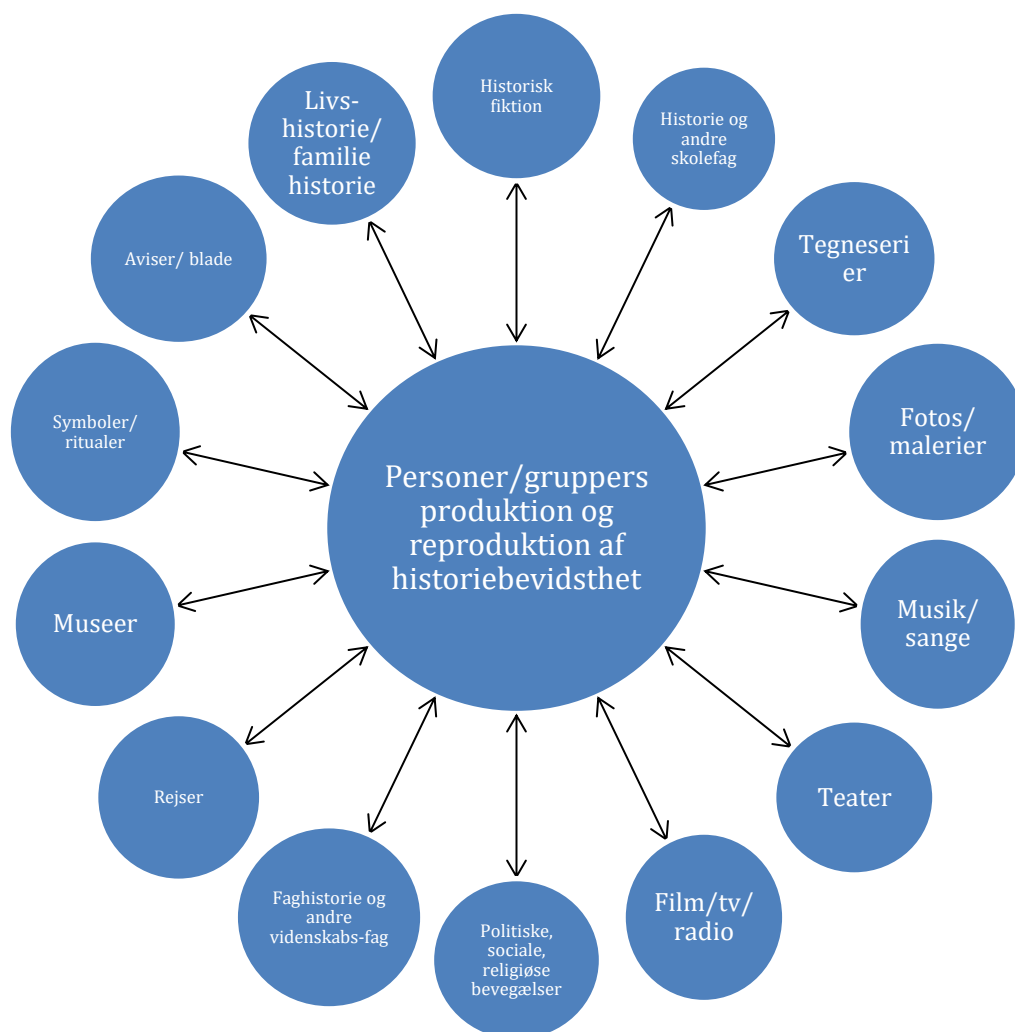 Historisk
fiktion
Historie og
andre
skolefag
Tegneseri
er
Fotos/
malerier
Musik/
sange
Teater
Film/tv/
radio
Politiske,
sociale,
religiøse
bevegælser
Faghistorie og
andre
videnskabs-fag
Rejser
Museer
Symboler/
ritualer
Aviser/ blade
Livs-
historie/
familie
historie
Personer/gruppers
produktion og
reproduktion af
historiebevidsthet